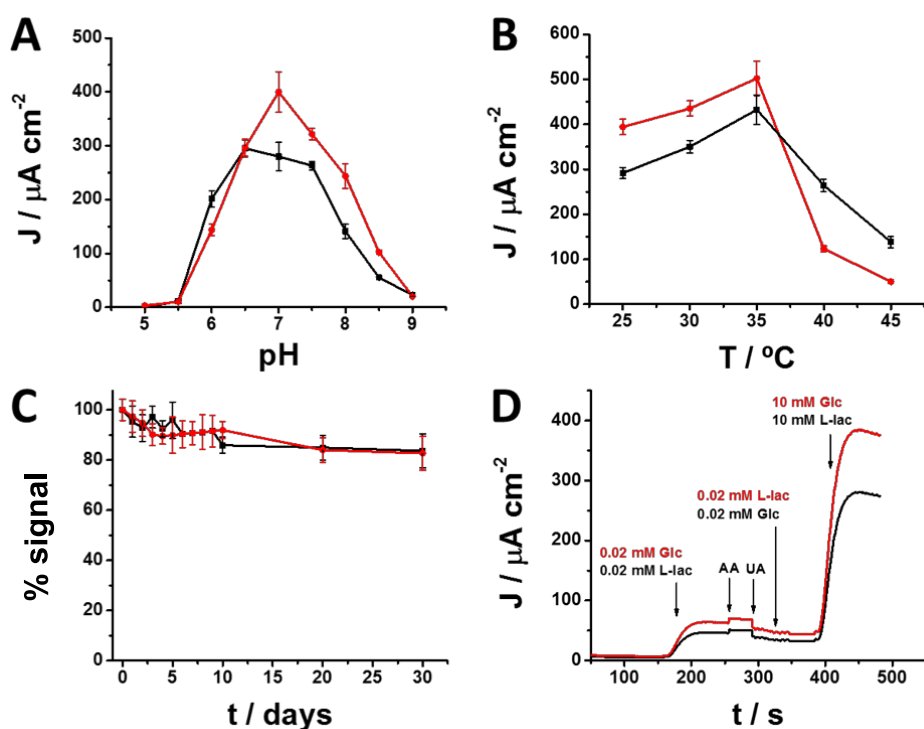 A
J / μA cm-2
500
400
300
200
100
0
5 6 7 8 9
pH
B
J / μA cm-2
600
500
400
300
200
100
0
25 30 35 40 45
T / ºC
C
% signal
100
80
60
40
20
0
0 10 20 30
t / days
D
J / μA cm-2
400
300
200
100
0
10 mM Glc
10 mM L-lac
0.02 mM L-lac
0.02 mM Glc
0.02 mM Glc
0.02 mM L-lac
AA UA
100 200 300 400 500
t / s